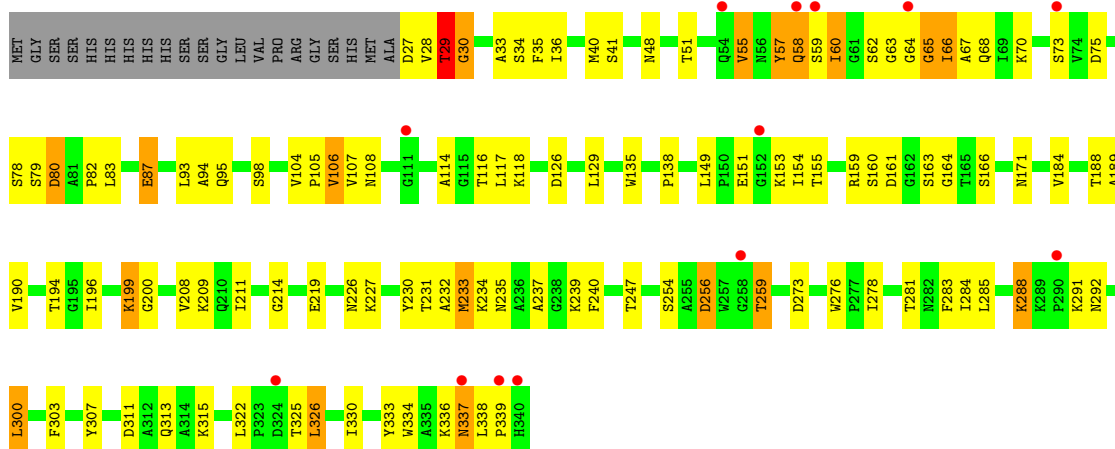 MET GLY SER SER HIS HIS HIS HIS HIS HIS SER SER GLY LEU VAL PRO ARG GLY SER HIS MET ALA D27 V28 T29 G30 A33 S34 F35 I36 M40 S41 N48 T51 Q54 V55 N56 Y57 Q58 S59 I60 G61 S62 G63 G64 G65 I66 A67 Q68 I69 K70 S73 V74 D75
S78 S79 D80 A81 P82 L83 E87 L93 A94 Q95 S98 V104 P105 V106 V107 N108 G111 A114 G115 T116 L117 K118 D126 L129 W135 P138 L149 P150 E151 G152 K153 I154 T155 R159 S160 D161 G162 S163 G164 T165 S166 N171 V184 T188 A189
V190 T194 G195 I196 K199 G200 V208 K209 Q210 I211 G214 E219 N226 K227 Y230 T231 A232 M233 K234 N235 A236 A237 G238 K239 F240 T247 S254 A255 D256 W257 G258 T259 D273 W276 P277 I278 T281 N282 F283 I284 L285 K288 K289 P290 K291 N292
L300 F303 Y307 D311 A312 Q313 A314 K315 L322 P323 D324 T325 L326 I330 Y333 W334 A335 K336 N337 L338 P339 H340